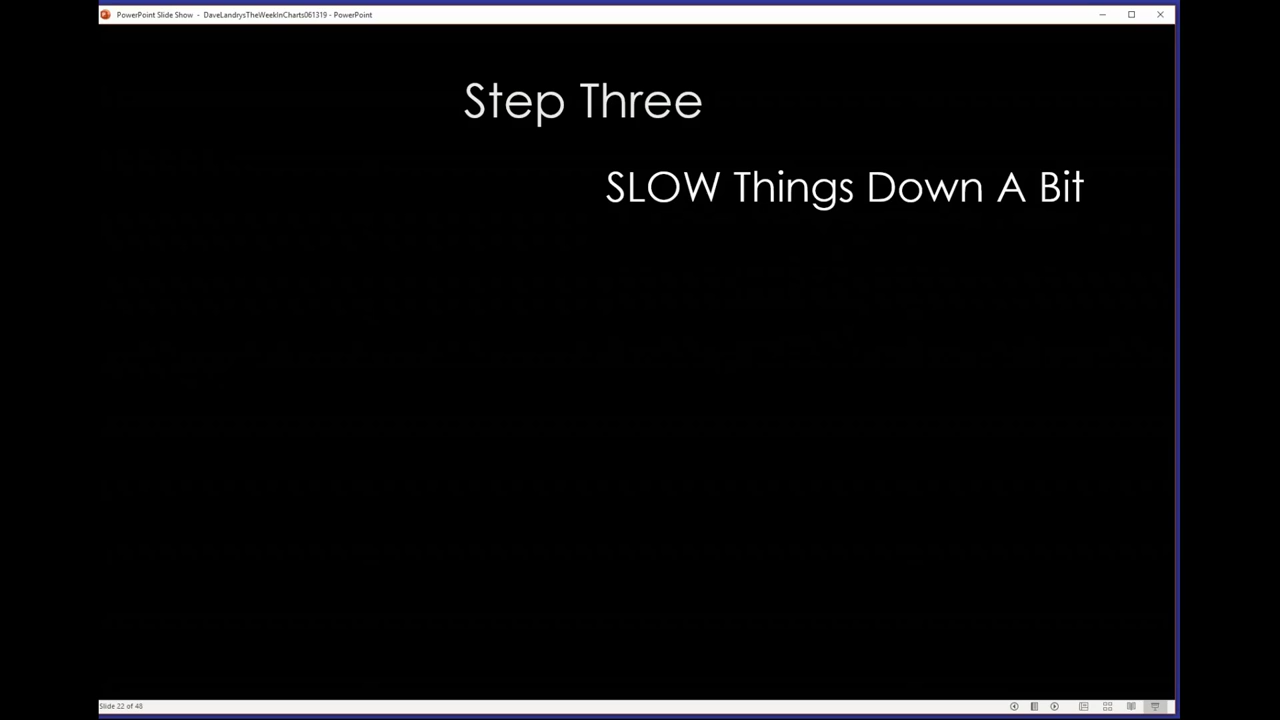 PowerPoint Slide Show - DaveLandrysTheWeekInCharts061319 - PowerPoint
Step Three
SLOW Things Down A Bit
Slide 22 of 48